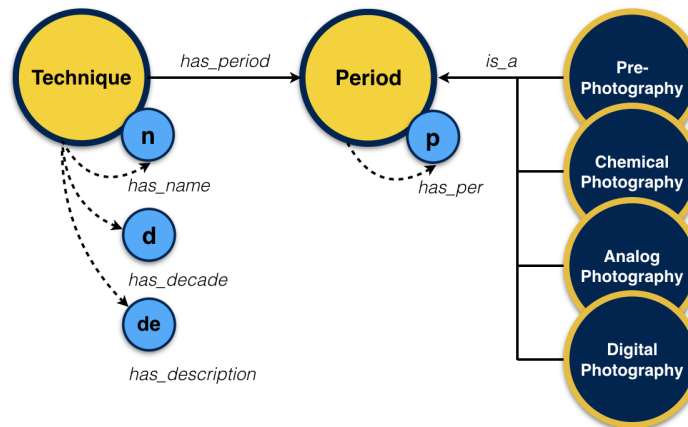 Technique
has_period
Period
is_a
Pre-
Photography
n
p
has_name
has_per
Chemical
Photography
d
has_decade
Analog
Photography
de
has_description
Digital
Photography